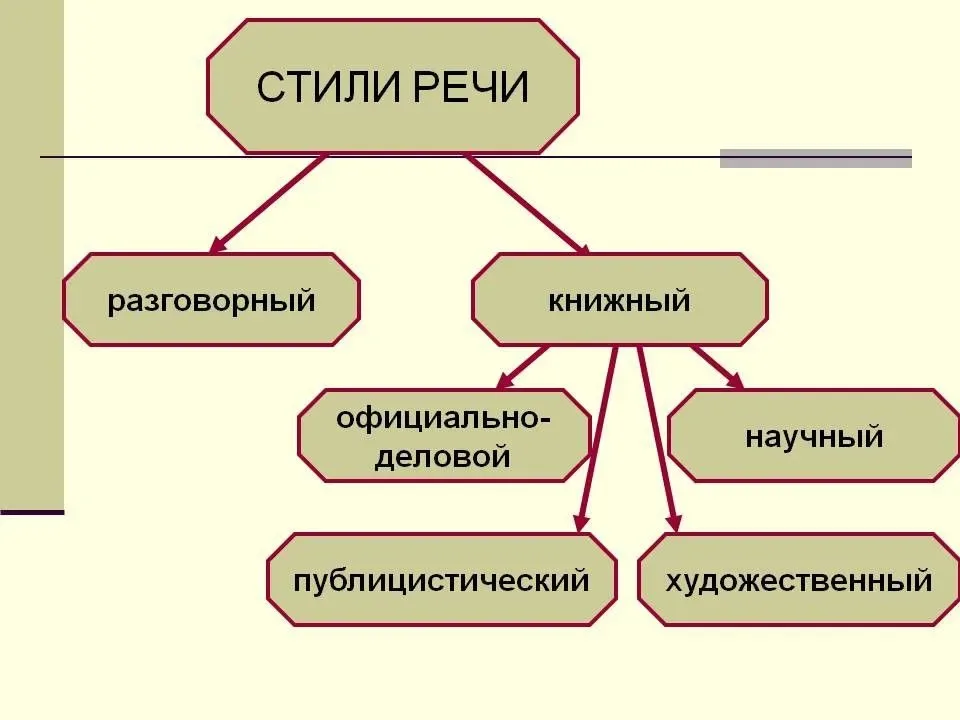 СТИЛИ РЕЧИ
разговорный
книжный
официально-
деловой
научный
публицистический
художественный